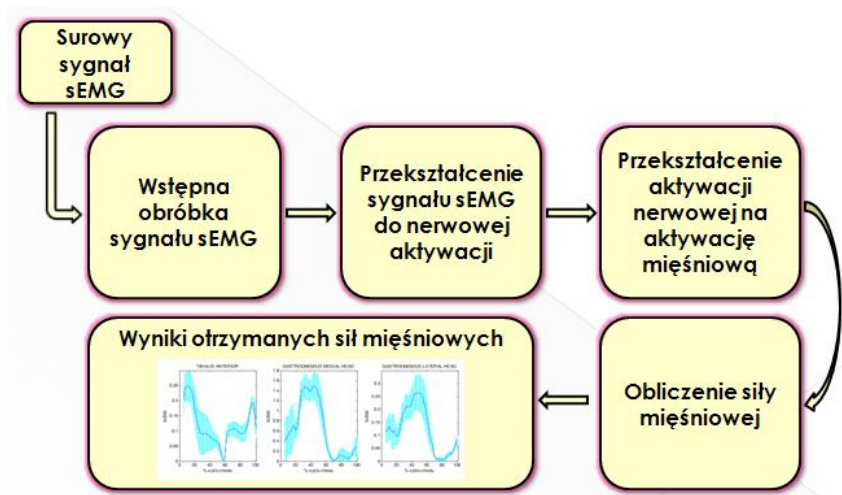 Surowy
sygnał
sEMG
Wstępna
obróbka
sygnału sEMG
Przekształcenie
sygnału sEMG
do nerwowej
aktywacji
Przekształcenie
aktywacji
nerwowej na
aktywację
mięśniową
Obliczenie siły
mięśniowej
Wyniki otrzymanych sił mięśniowych
TIBIALIS ANTERIOR
GASTROCNEMIUS MEDIAL HEAD
GASTROCNEMIUS LATERAL HEAD